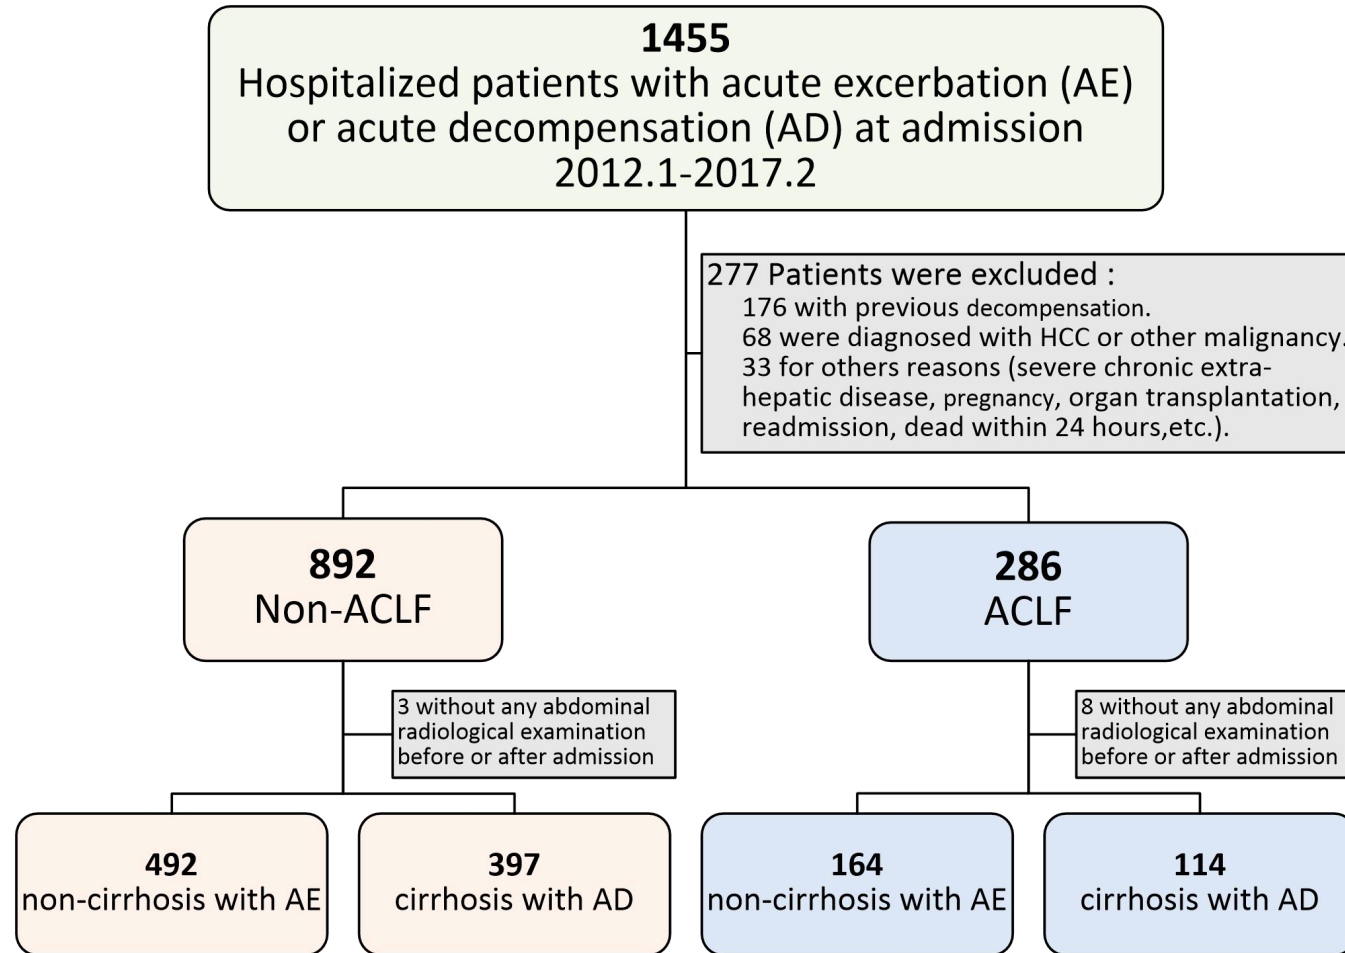 1455
Hospitalized patients with acute excerbation (AE)
or acute decompensation (AD) at admission
2012.1-2017.2
277 Patients were excluded :
176 with previous decompensation.
68 were diagnosed with HCC or other malignancy.
33 for others reasons (severe chronic extra-
hepatic disease, pregnancy, organ transplantation,
readmission, dead within 24 hours,etc.).
892
Non-ACLF
286
ACLF
3 without any abdominal
radiological examination
before or after admission
8 without any abdominal
radiological examination
before or after admission
492
non-cirrhosis with AE
397
cirrhosis with AD
164
non-cirrhosis with AE
114
cirrhosis with AD